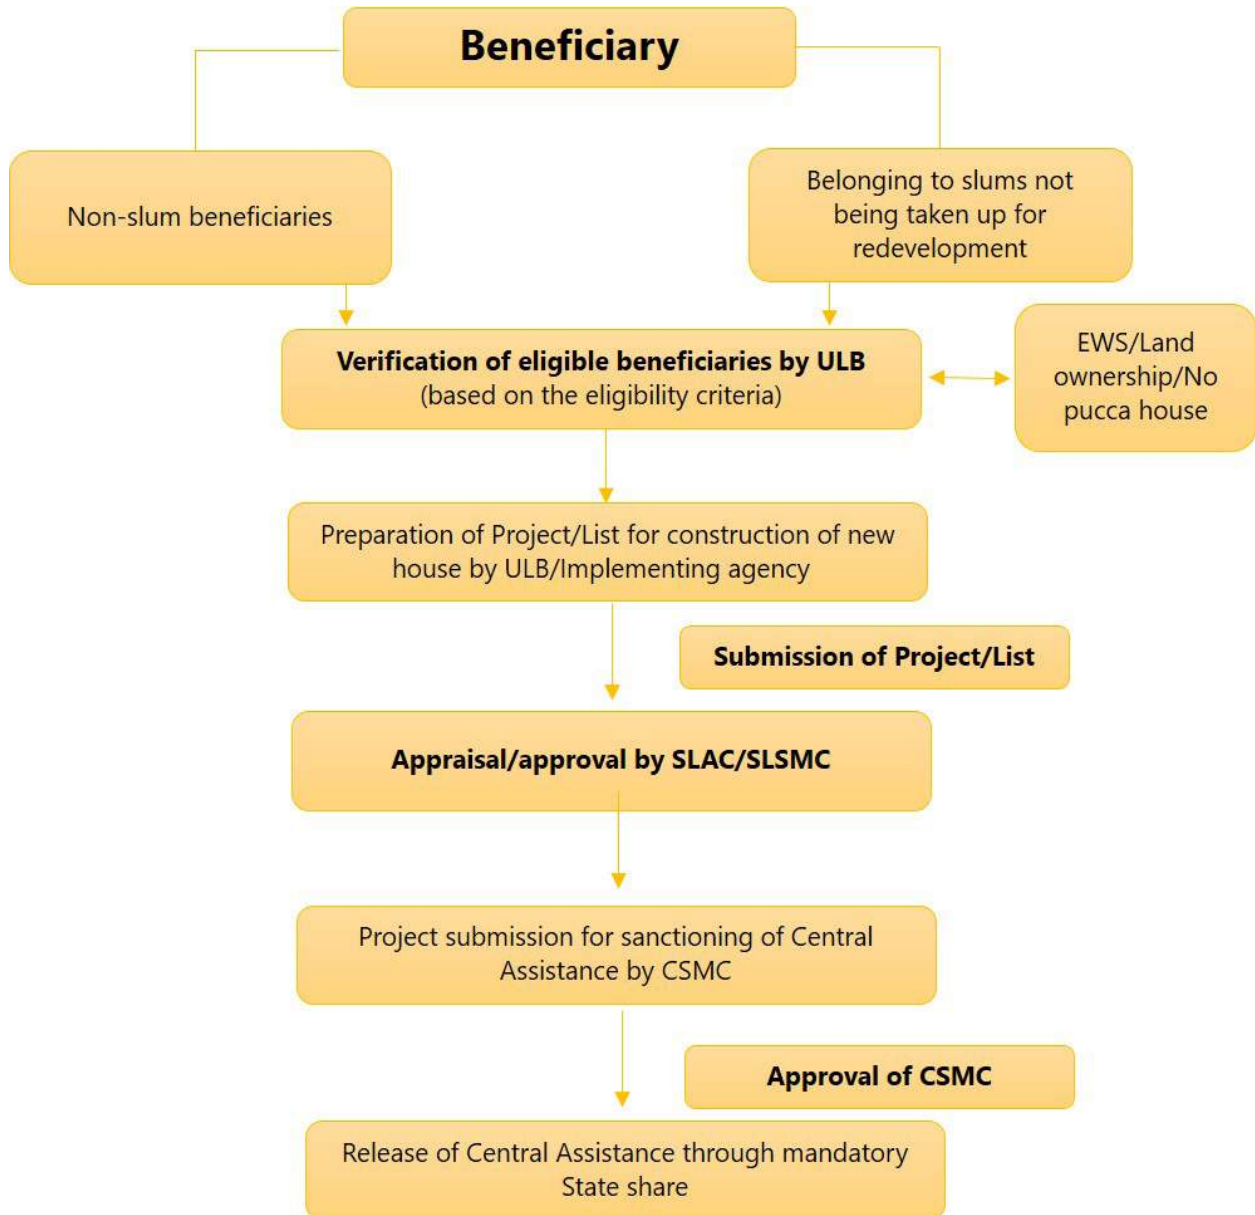 Beneficiary
Non-slum beneficiaries
Belonging to slums not
being taken up for
redevelopment
Verification of eligible beneficiaries by ULB
(based on the eligibility criteria)
EWS/Land
ownership/No
pucca house
Preparation of Project/List for construction of new
house by ULB/Implementing agency
Submission of Project/List
Appraisal/approval by SLAC/SLSMC
Project submission for sanctioning of Central
Assistance by CSMC
Approval of CSMC
Release of Central Assistance through mandatory
State share